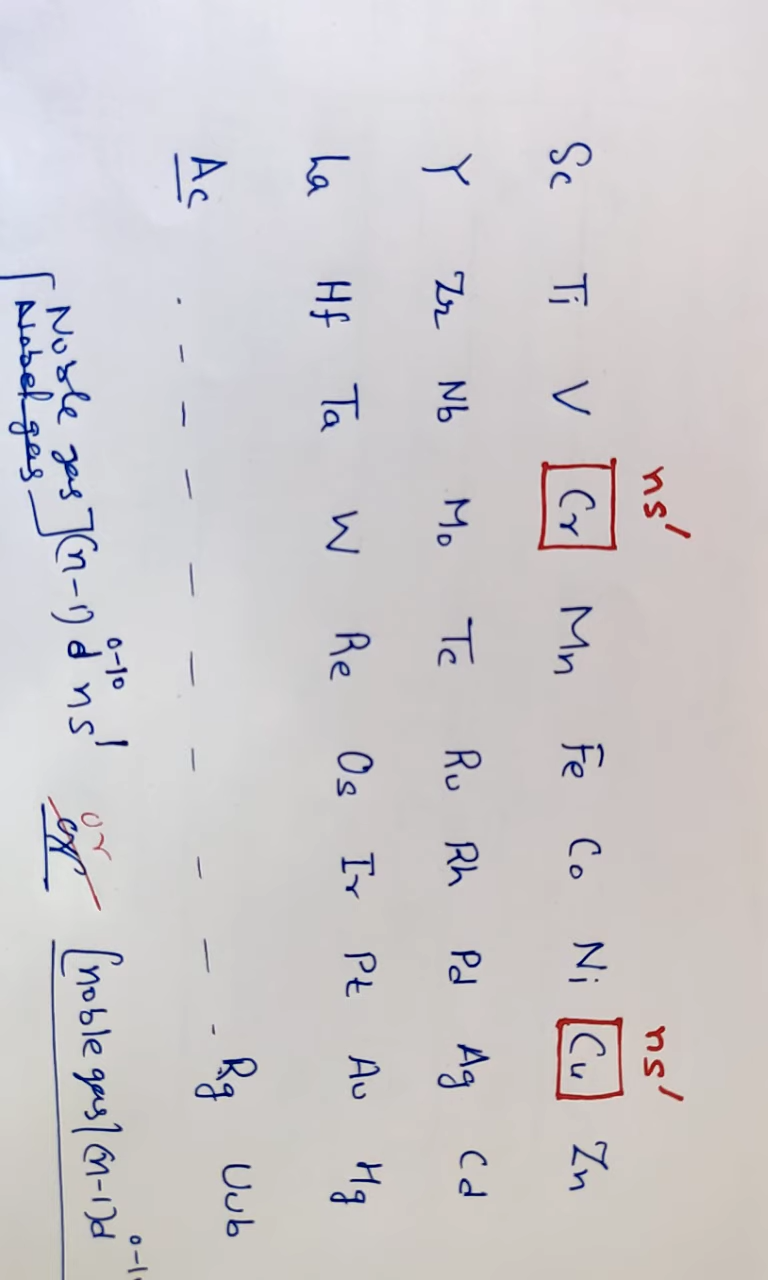 ns¹ ns¹
Sc Ti V Cr Mn Fe Co Ni Cu Zn
Y Zr Nb Mo Tc Ru Rh Pd Ag Cd
La Hf Ta W Re Os Ir Pt Au Hg
Ac . - - - - - - - - - Rg Uub
Noble gas](n-1)d⁰⁻¹⁰ ns¹ or [noble gas](n-1)d⁰⁻¹
[Nobel gas